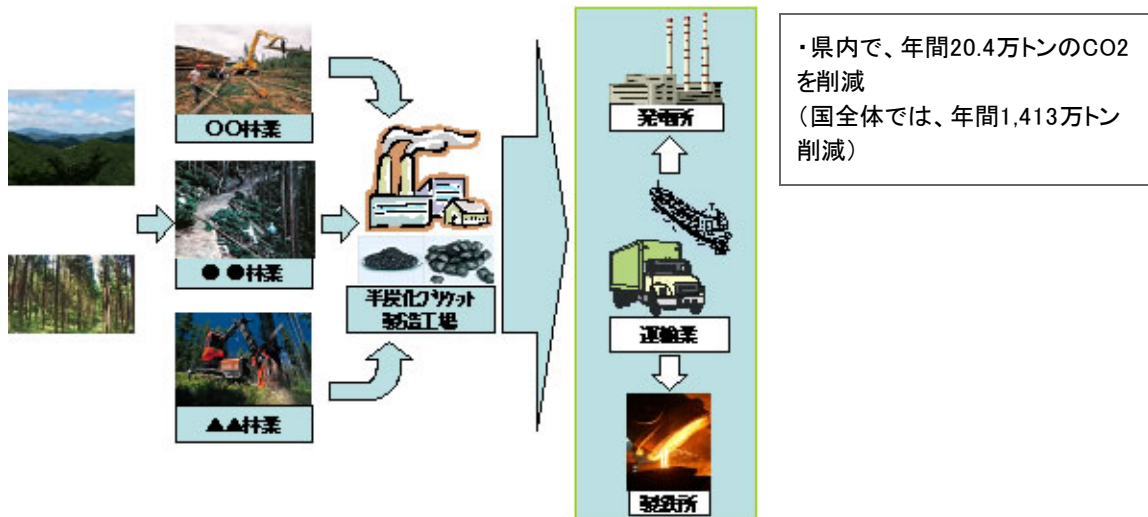 〇〇林業
●●林業
▲▲林業
半炭化ブリケット
製造工場
発電所
運輸業
製鉄所
・県内で、年間20.4万トンのCO2
を削減
(国全体では、年間1,413万トン
削減)